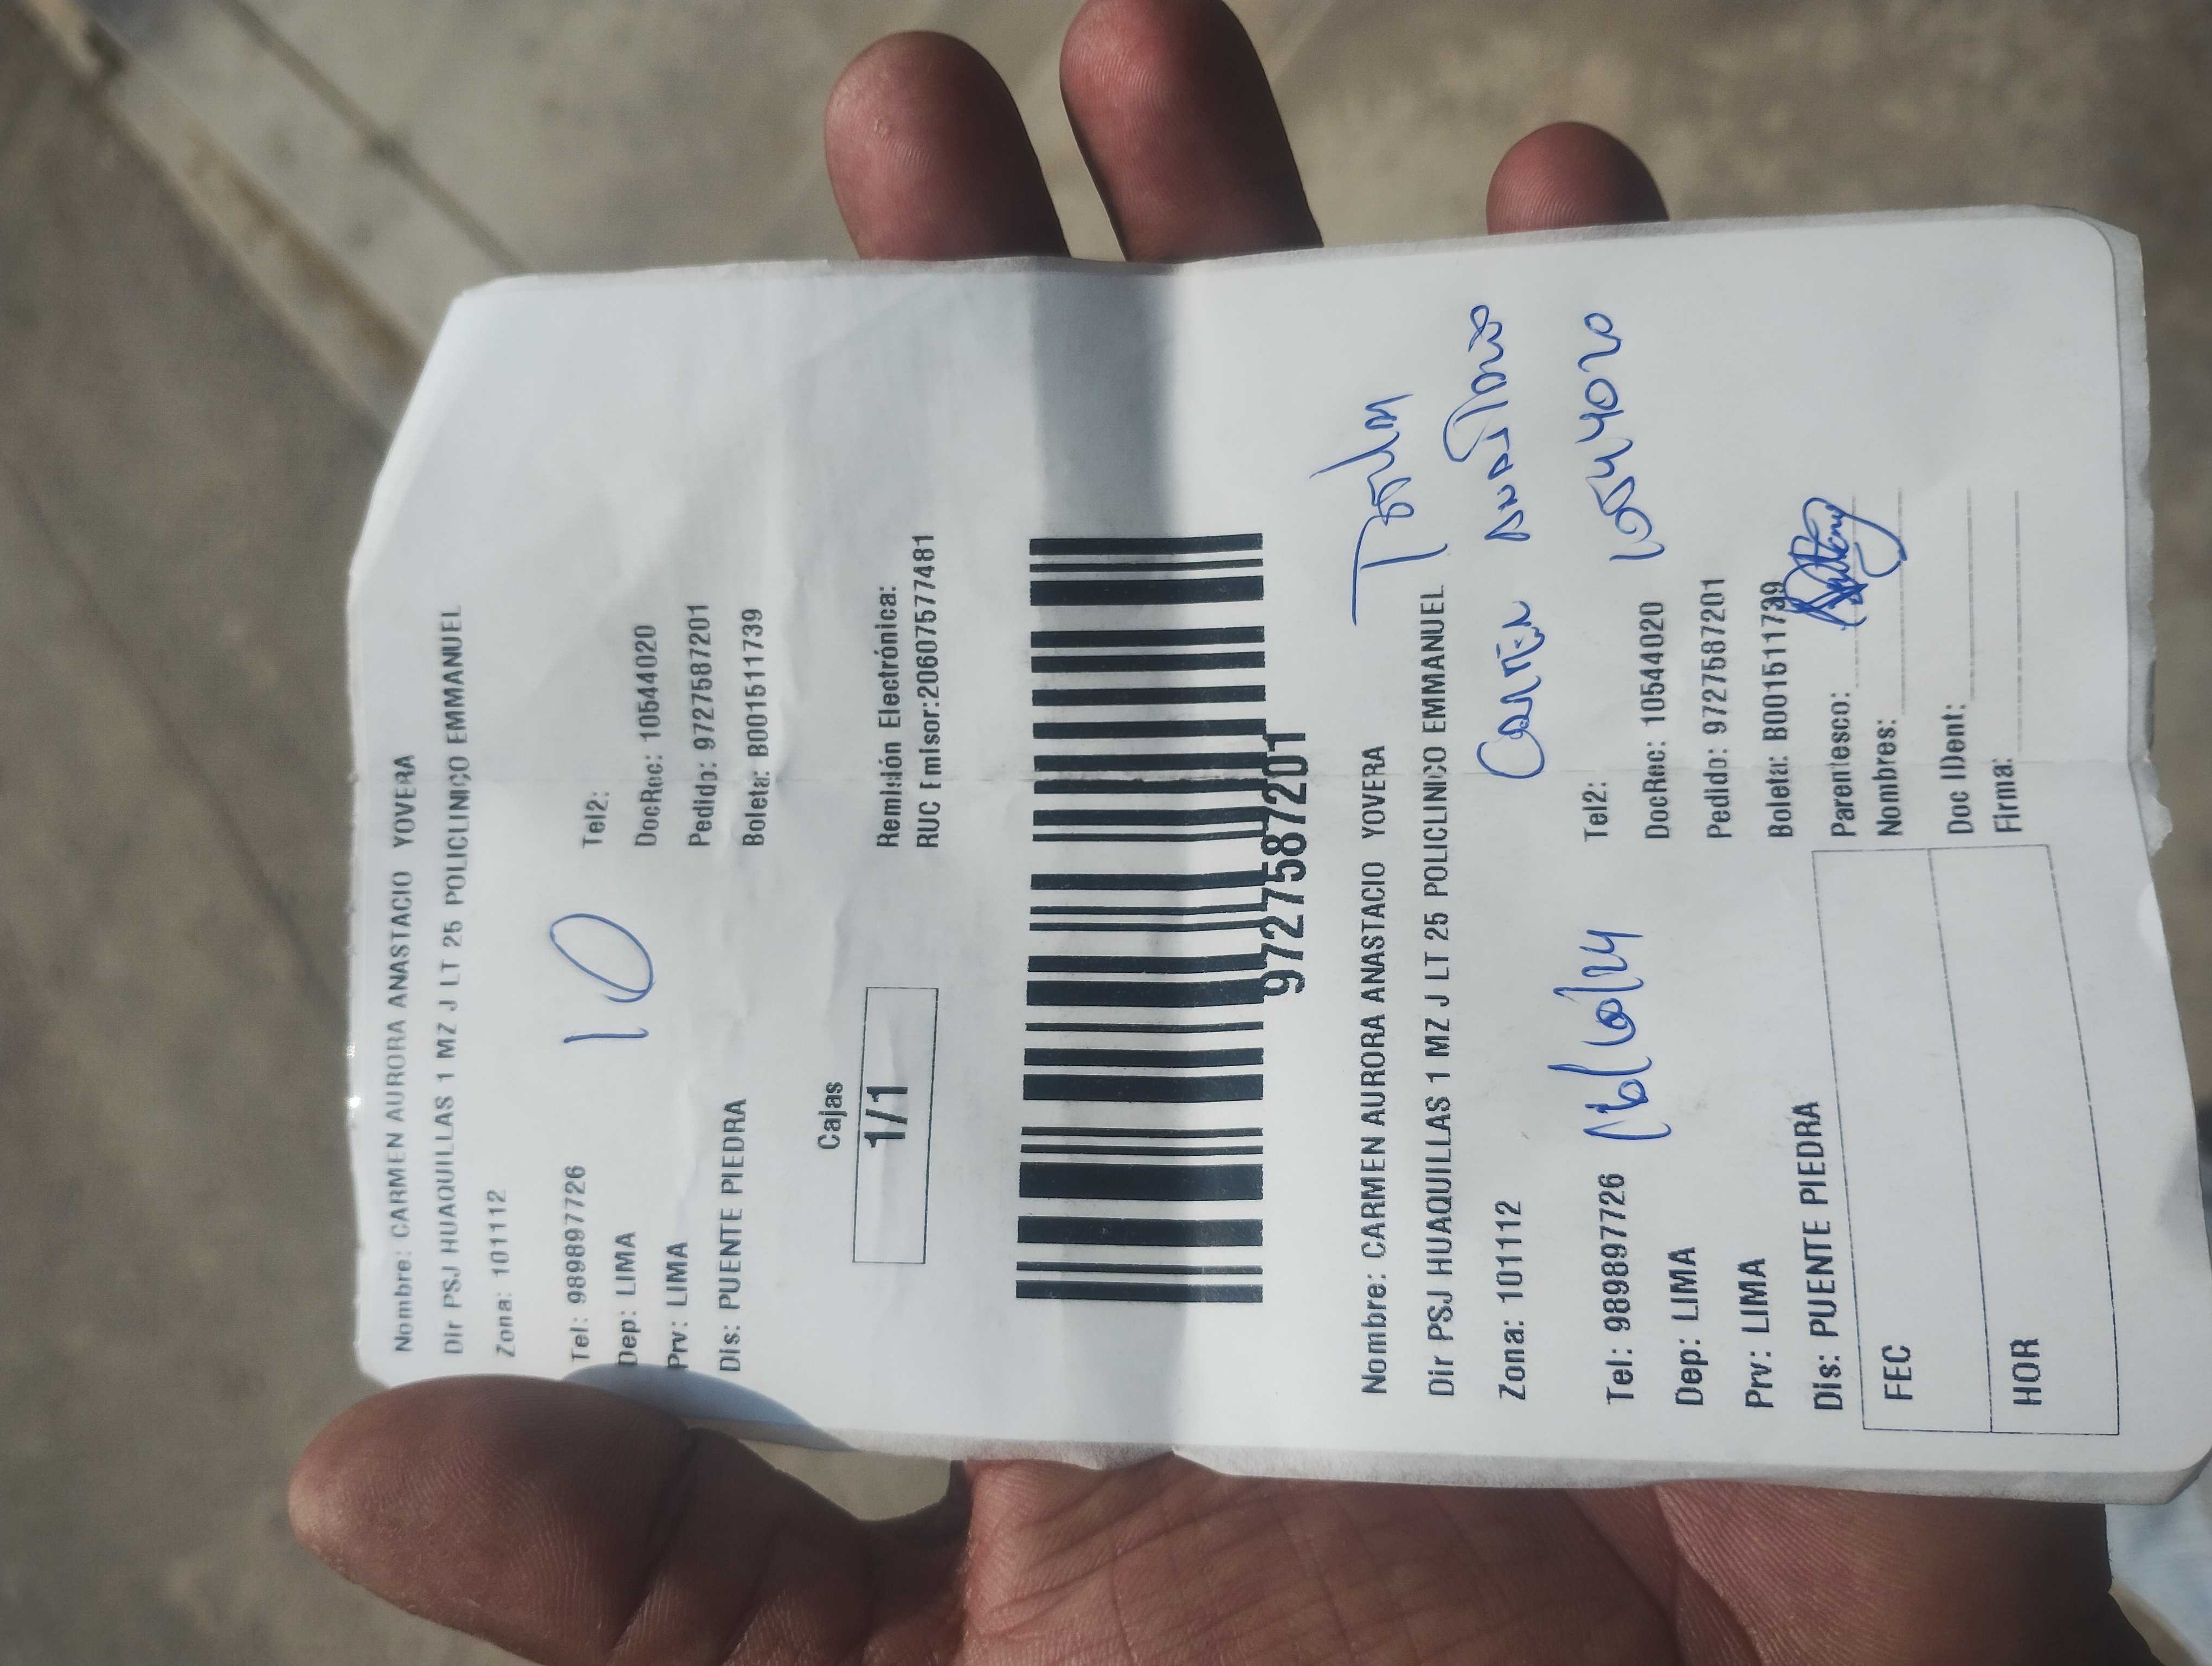 Nombre: CARMEN AURORA ANASTACIO YOVERA
Dir PSJ HUAQUILLAS 1 MZ J LT 25 POLICLINICO EMMANUEL
Zona: 101112
10
Tel: 989897726 Tel2:
Dep: LIMA DocRec: 10544020
Prv: LIMA Pedido: 9727587201
Dis: PUENTE PIEDRA Boleta: B001511739
Cajas
1/1
Remisión Electrónica:
RUC Emisor:20607577481
9727587201
Nombre: CARMEN AURORA ANASTACIO YOVERA
Dir PSJ HUAQUILLAS 1 MZ J LT 25 POLICLINICO EMMANUEL
Zona: 101112
Carmen Anastacio
Tel: 989897726 Tel2:
10544020
Dep: LIMA DocRec: 10544020
Prv: LIMA Pedido: 9727587201
Dis: PUENTE PIEDRA Boleta: B001511739
FEC Parentesco:
Nombres:
HOR Doc IDent:
Firma: